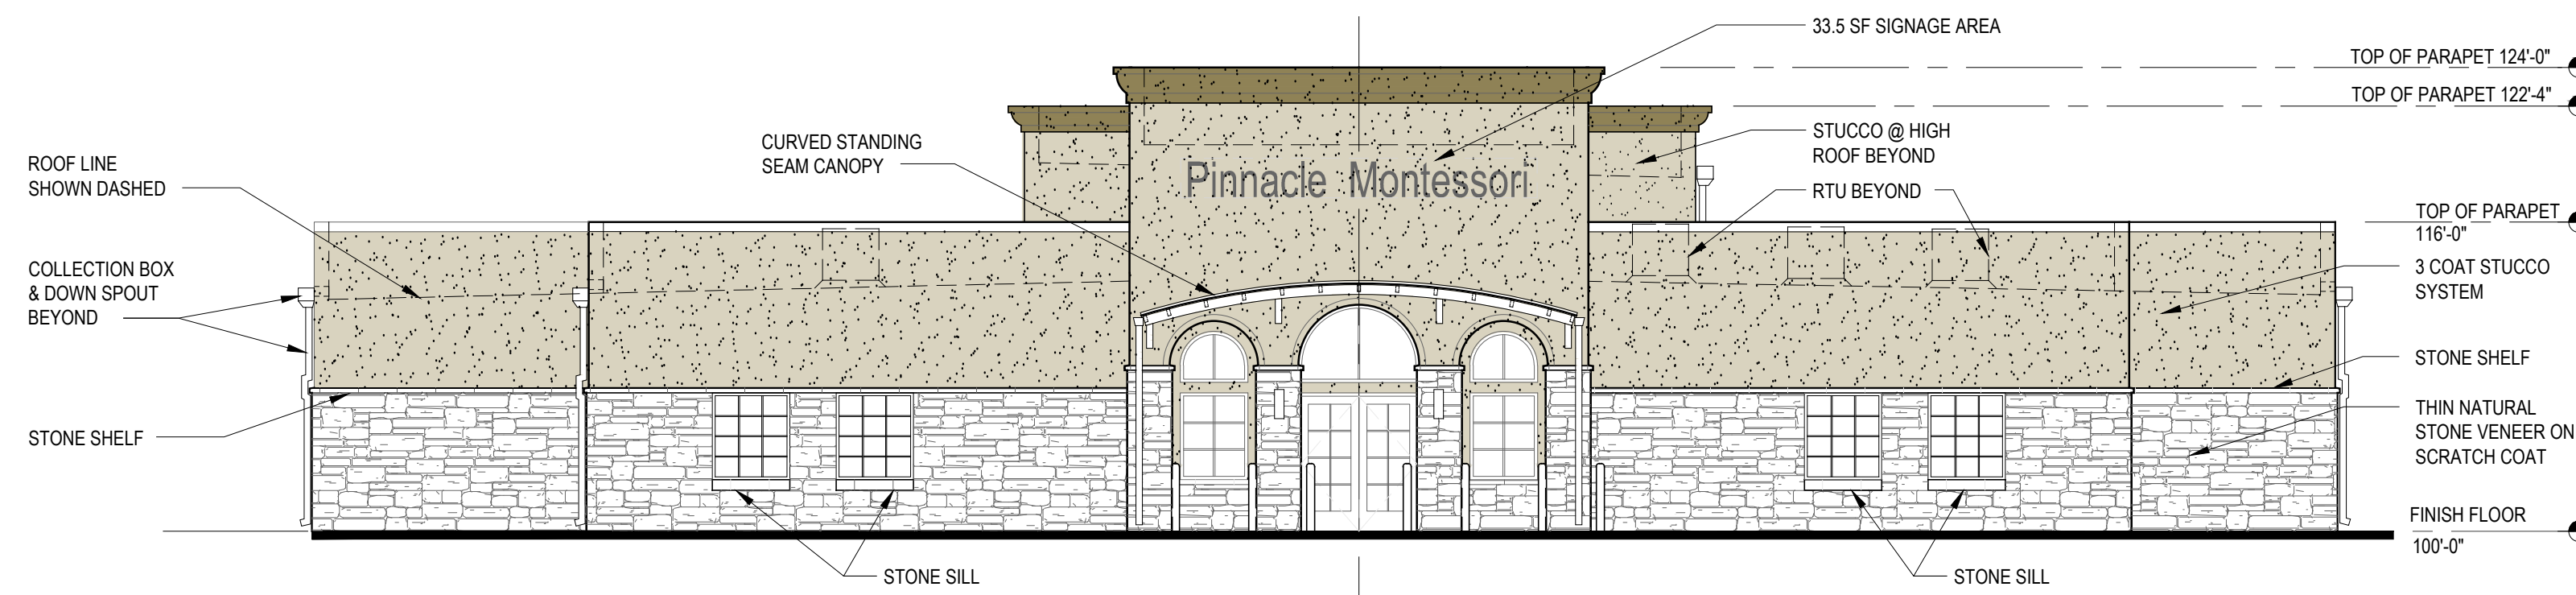 33.5 SF SIGNAGE AREA
TOP OF PARAPET 124'-0"
TOP OF PARAPET 122'-4"
CURVED STANDING
SEAM CANOPY
STUCCO @ HIGH
ROOF BEYOND
ROOF LINE
SHOWN DASHED
Pinnacle Montessori
RTU BEYOND
TOP OF PARAPET
116'-0"
COLLECTION BOX
& DOWN SPOUT
BEYOND
3 COAT STUCCO
SYSTEM
STONE SHELF
STONE SHELF
THIN NATURAL
STONE VENEER ON
SCRATCH COAT
FINISH FLOOR
100'-0"
STONE SILL
STONE SILL